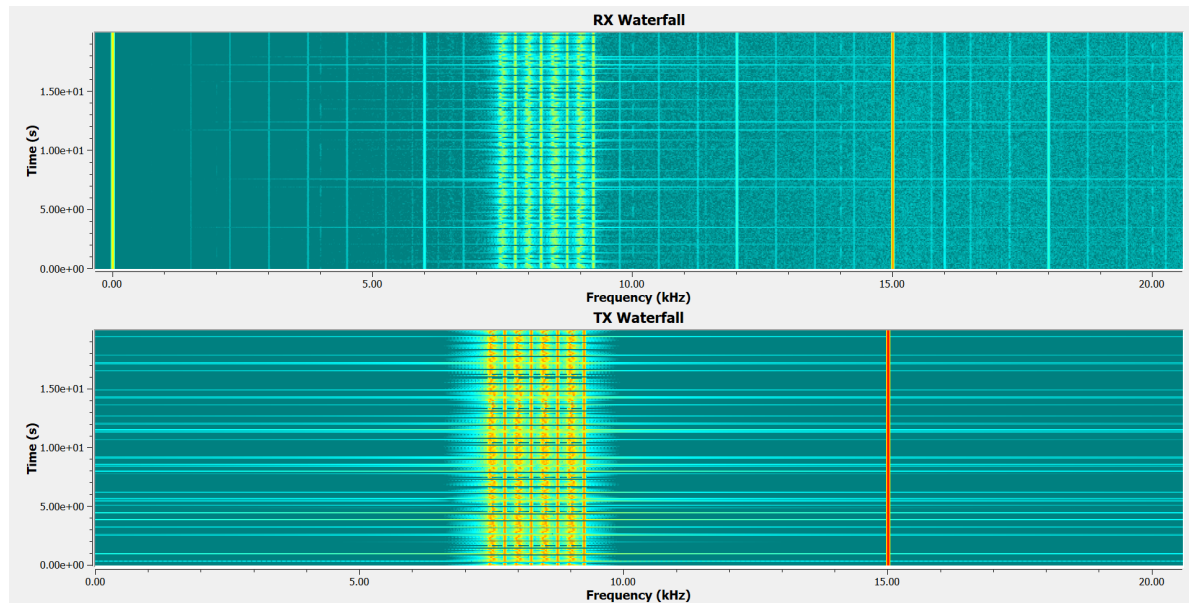 RX Waterfall
1.50e+01
1.00e+01
5.00e+00
0.00e+00
Time (s)
0.00 5.00 10.00 15.00 20.00
Frequency (kHz)
TX Waterfall
1.50e+01
1.00e+01
5.00e+00
0.00e+00
Time (s)
0.00 5.00 10.00 15.00 20.00
Frequency (kHz)